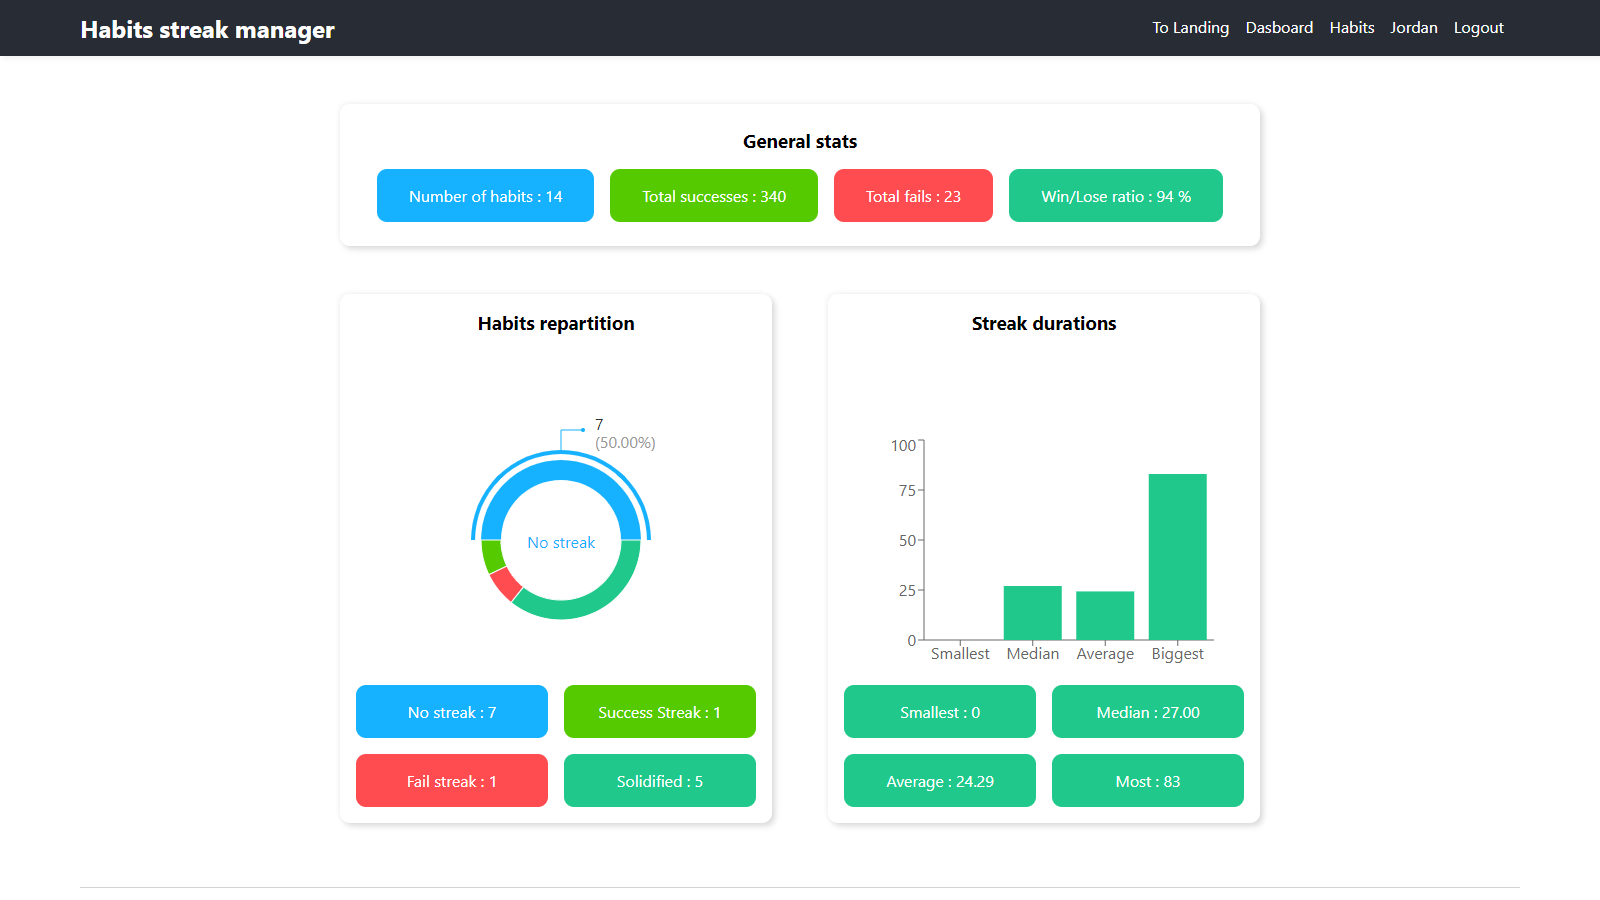 Habits streak manager
To Landing Dasboard Habits Jordan Logout
General stats
Number of habits : 14
Total successes : 340
Total fails : 23
Win/Lose ratio : 94 %
Habits repartition
7
(50.00%)
No streak
No streak : 7
Success Streak : 1
Fail streak : 1
Solidified : 5
Streak durations
100
75
50
25
0
Smallest Median Average Biggest
Smallest : 0
Median : 27.00
Average : 24.29
Most : 83